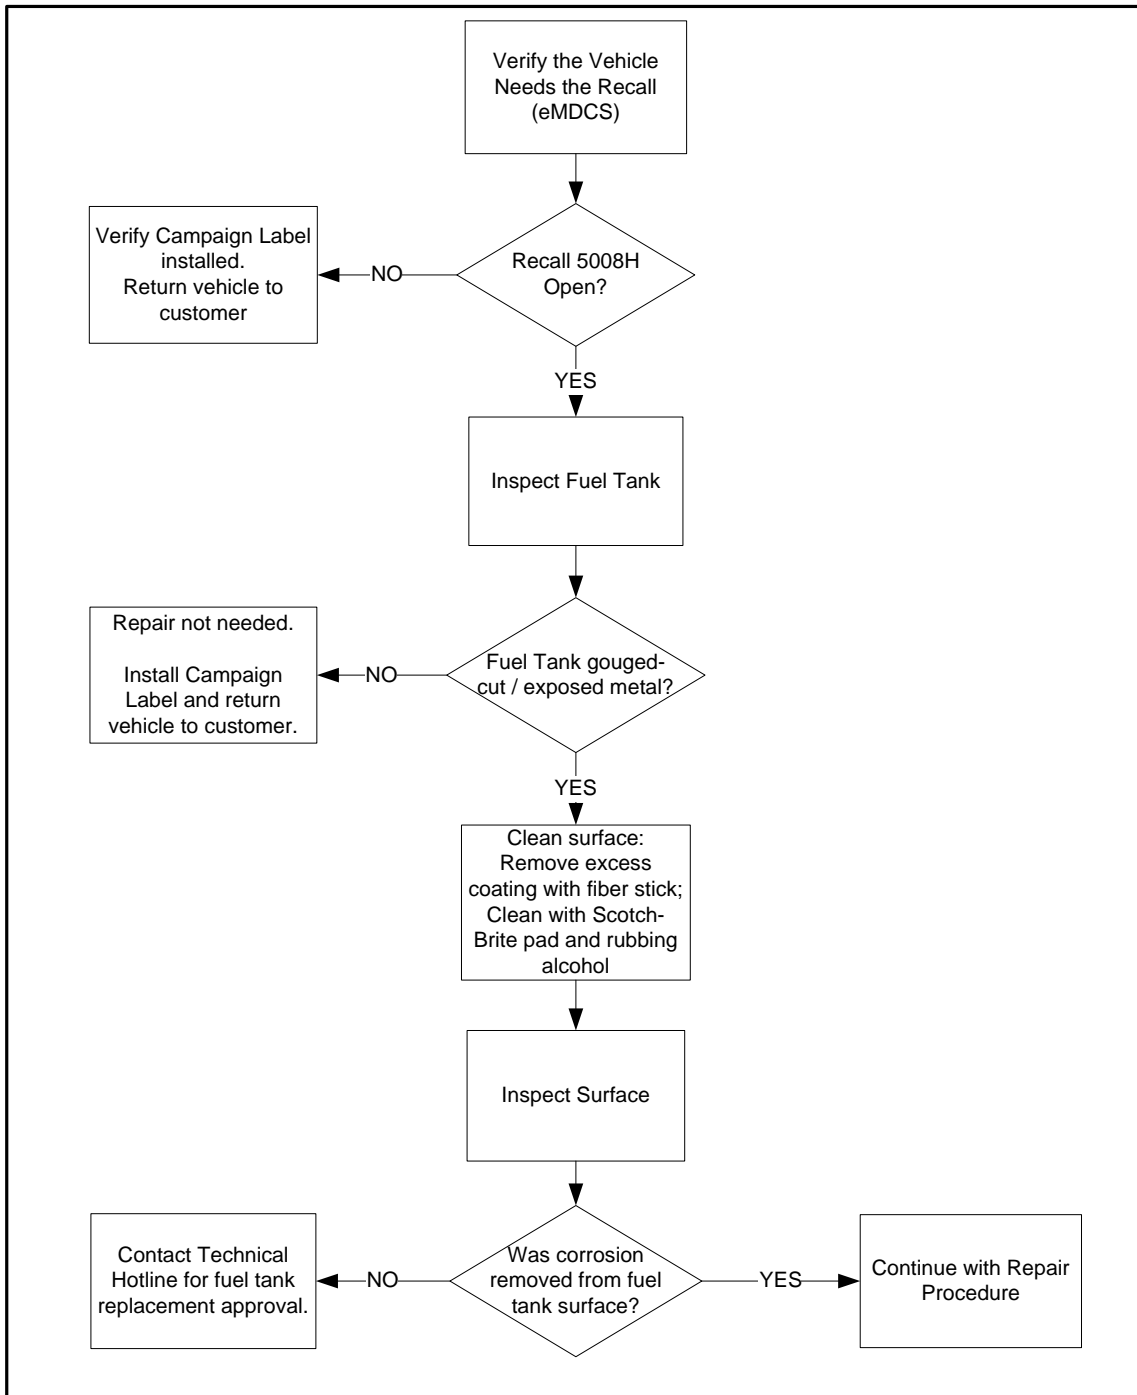 Verify the Vehicle
Needs the Recall
(eMDCS)
Verify Campaign Label
installed.
Return vehicle to
customer
NO
Recall 5008H
Open?
YES
Inspect Fuel Tank
Repair not needed.
Install Campaign
Label and return
vehicle to customer.
NO
Fuel Tank gouged-
cut / exposed metal?
YES
Clean surface:
Remove excess
coating with fiber stick;
Clean with Scotch-
Brite pad and rubbing
alcohol
Inspect Surface
Contact Technical
Hotline for fuel tank
replacement approval.
NO
Was corrosion
removed from fuel
tank surface?
YES
Continue with Repair
Procedure